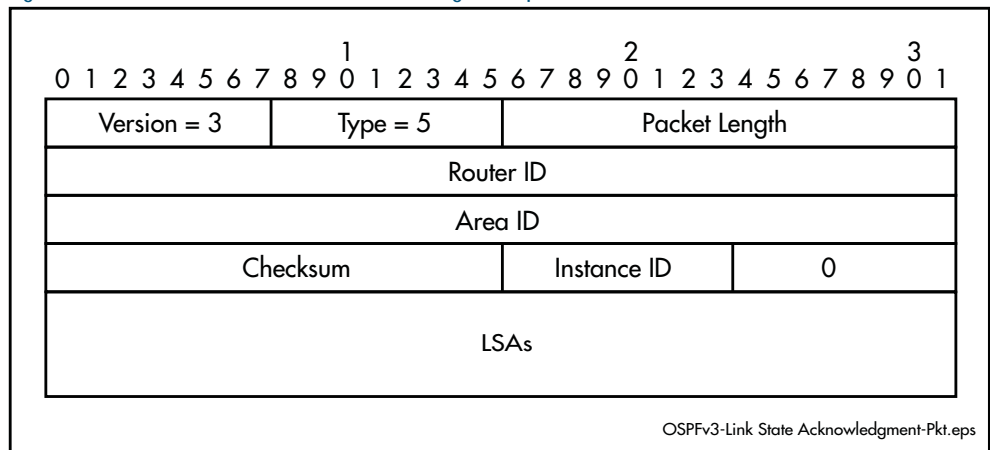 1 2 3
0 1 2 3 4 5 6 7 8 9 0 1 2 3 4 5 6 7 8 9 0 1 2 3 4 5 6 7 8 9 0 1
Version = 3 Type = 5 Packet Length
Router ID
Area ID
Checksum Instance ID 0
LSAs
OSPFv3-Link State Acknowledgment-Pkt.eps